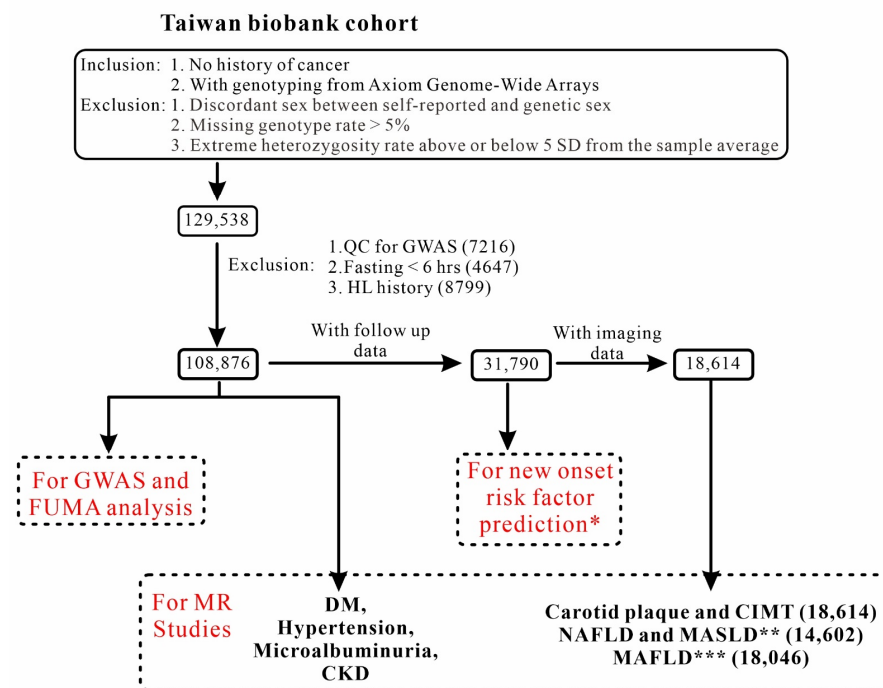 Taiwan biobank cohort
Inclusion: 1. No history of cancer
2. With genotyping from Axiom Genome-Wide Arrays
Exclusion: 1. Discordant sex between self-reported and genetic sex
2. Missing genotype rate > 5%
3. Extreme heterozygosity rate above or below 5 SD from the sample average
129,538
Exclusion:
1.QC for GWAS (7216)
2.Fasting < 6 hrs (4647)
3. HL history (8799)
108,876
With follow up
data
31,790
With imaging
data
18,614
For GWAS and
FUMA analysis
For new onset
risk factor
prediction*
For MR
Studies
DM,
Hypertension,
Microalbuminuria,
CKD
Carotid plaque and CIMT (18,614)
NAFLD and MASLD** (14,602)
MAFLD*** (18,046)